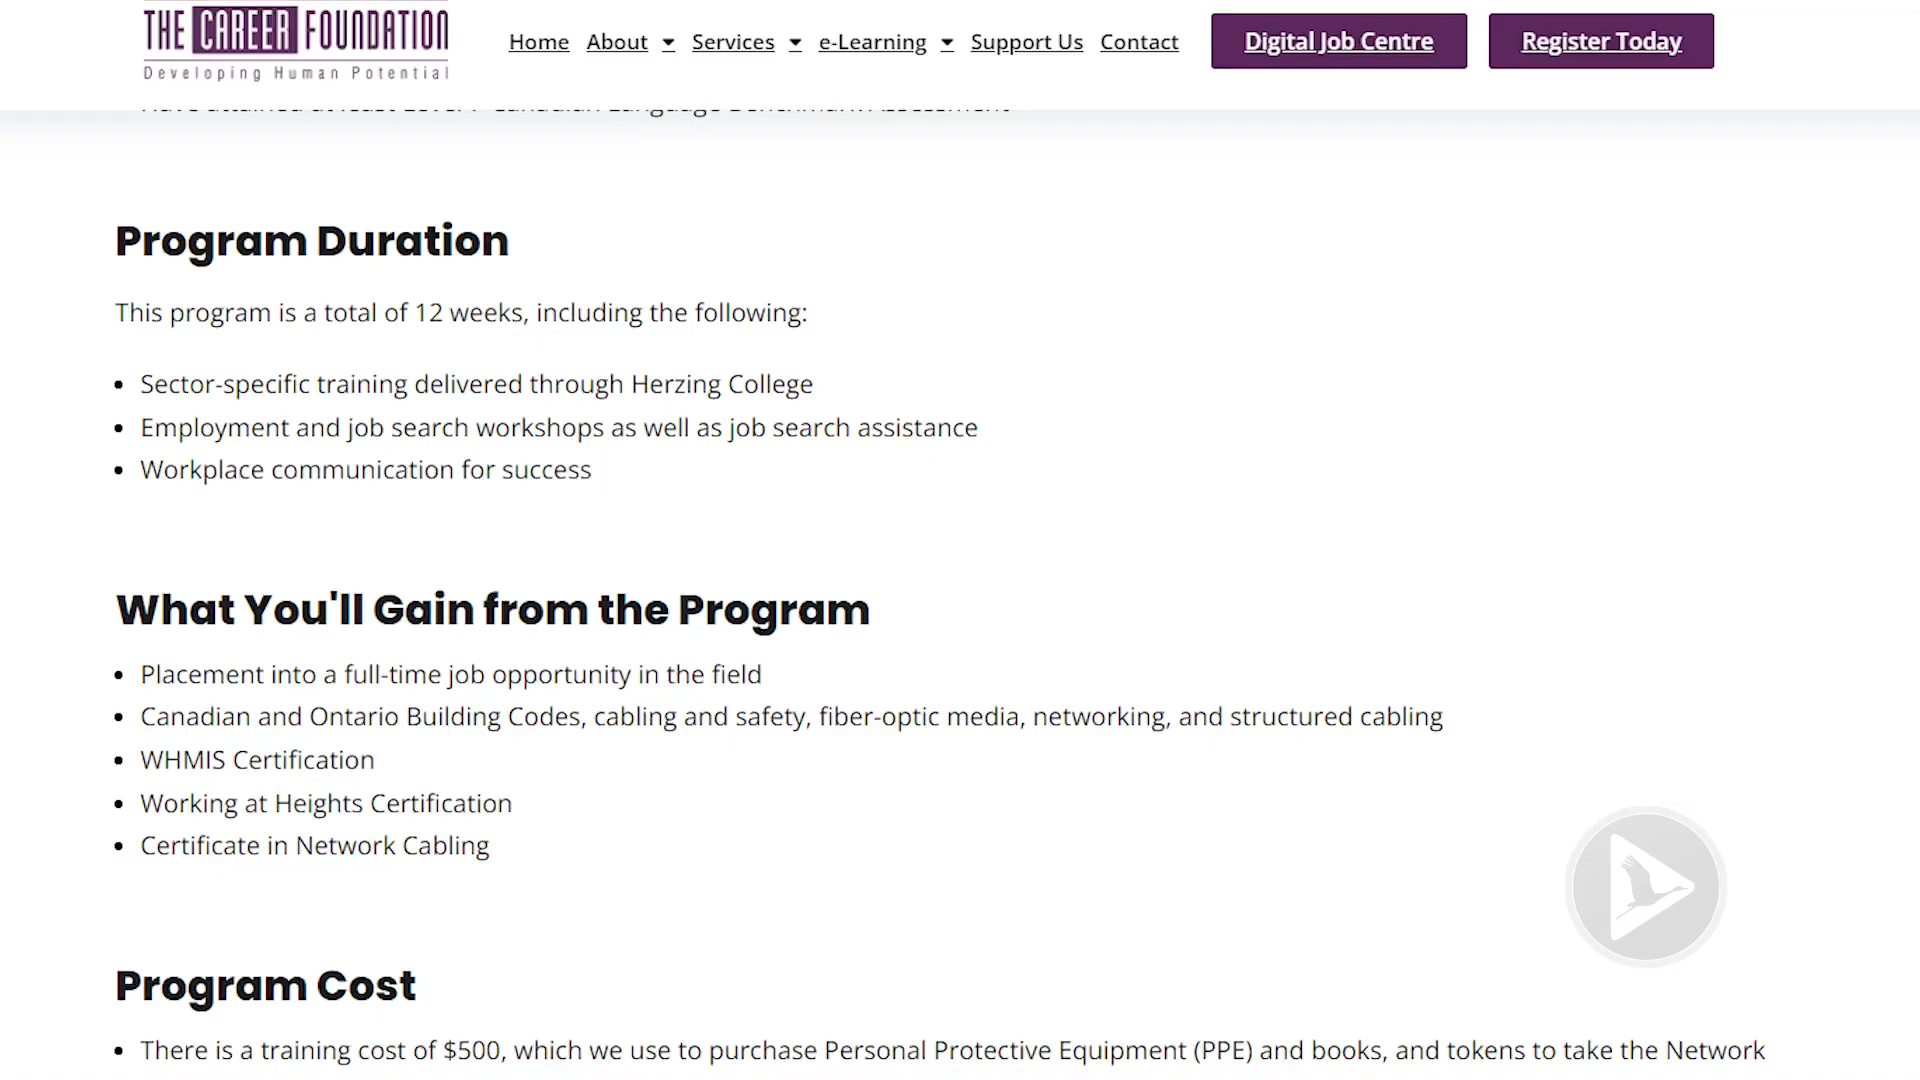 THE CAREER FOUNDATION
Developing Human Potential
Home About Services e-Learning Support Us Contact Digital Job Centre Register Today
Program Duration
This program is a total of 12 weeks, including the following:
• Sector-specific training delivered through Herzing College
• Employment and job search workshops as well as job search assistance
• Workplace communication for success
What You'll Gain from the Program
• Placement into a full-time job opportunity in the field
• Canadian and Ontario Building Codes, cabling and safety, fiber-optic media, networking, and structured cabling
• WHMIS Certification
• Working at Heights Certification
• Certificate in Network Cabling
Program Cost
• There is a training cost of $500, which we use to purchase Personal Protective Equipment (PPE) and books, and tokens to take the Network